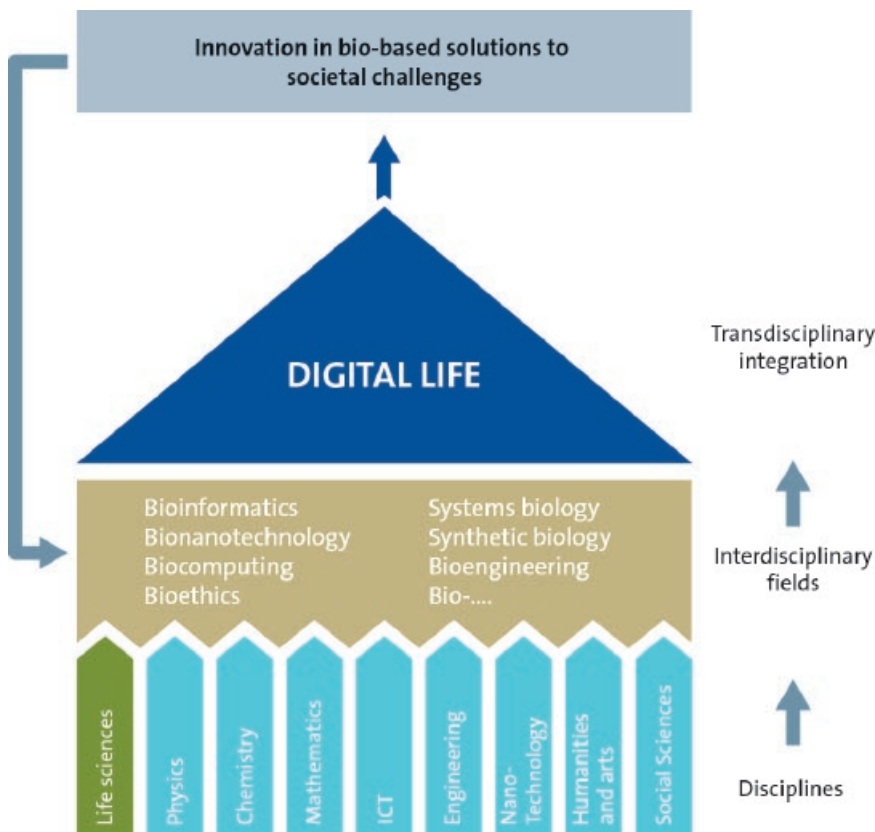 Innovation in bio-based solutions to
societal challenges
DIGITAL LIFE
Transdisciplinary
integration
Bioinformatics
Bionanotechnology
Biocomputing
Bioethics
Systems biology
Synthetic biology
Bioengineering
Bio-....
Interdisciplinary
fields
Life sciences
Physics
Chemistry
Mathematics
ICT
Engineering
Nano-
Technology
Humanities
and arts
Social Sciences
Disciplines